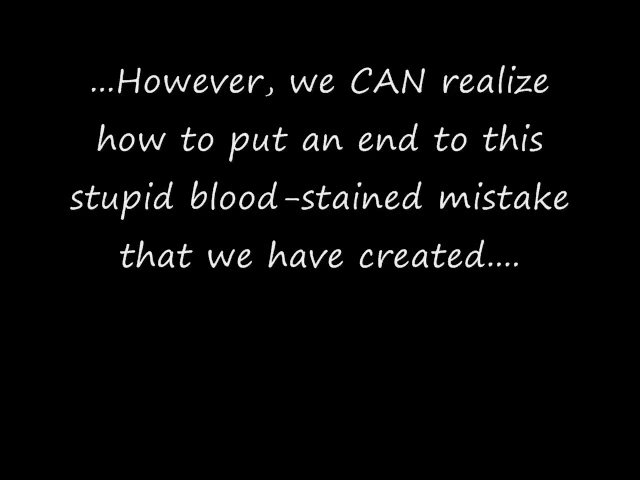 ...However, we CAN realize
how to put an end to this
stupid blood-stained mistake
that we have created....